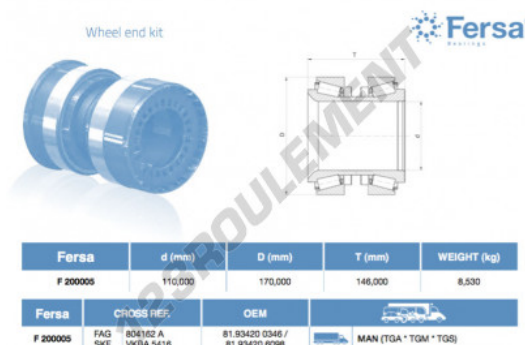 Wheel end kit
Fersa
Bearings
T
D
d
123ROULEMENT
Fersa d (mm) D (mm) T (mm) WEIGHT (kg)
F 200005 110,000 170,000 146,000 8,530
Fersa CROSS REF. OEM
F 200005 FAG 804162 A 81.93420 0346 / MAN (TGA * TGM * TGS)
SKF VKBA 5416 81.93420 6098